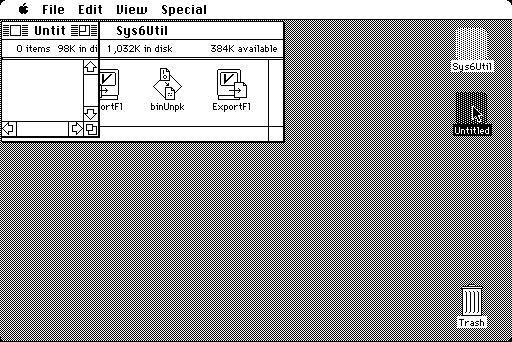 File Edit View Special
Untit
Sys6Util
0 items 98K in di
1,032K in disk 384K available
ortF1
binUnpk
ExportF1
Sys6Util
Untitled
Trash